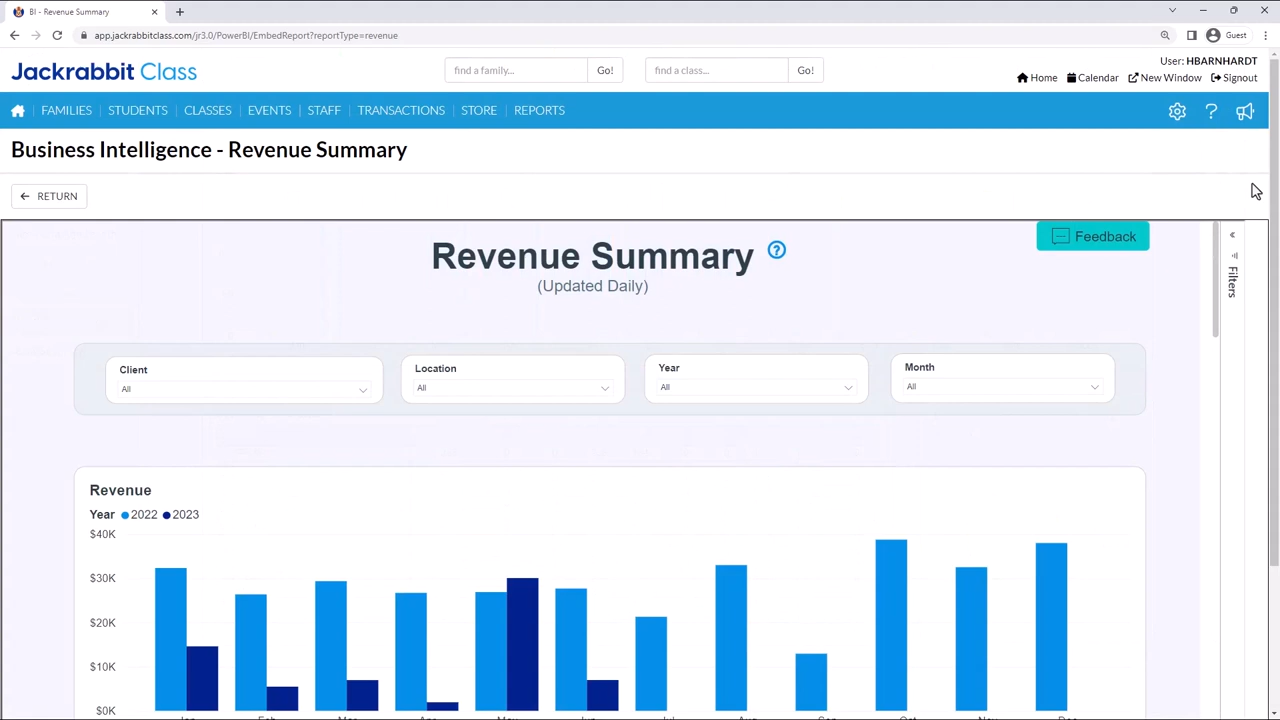 BI - Revenue Summary
app.jackrabbitclass.com/jr3.0/PowerBI/EmbedReport?reportType=revenue
Guest
Jackrabbit Class
find a family...
Go!
find a class...
Go!
User: HBARNHARDT
Home
Calendar
New Window
Signout
FAMILIES
STUDENTS
CLASSES
EVENTS
STAFF
TRANSACTIONS
STORE
REPORTS
Business Intelligence - Revenue Summary
RETURN
Revenue Summary
(Updated Daily)
Feedback
Filters
Client
All
Location
All
Year
All
Month
All
Revenue
Year 2022 2023
$40K
$30K
$20K
$10K
$0K